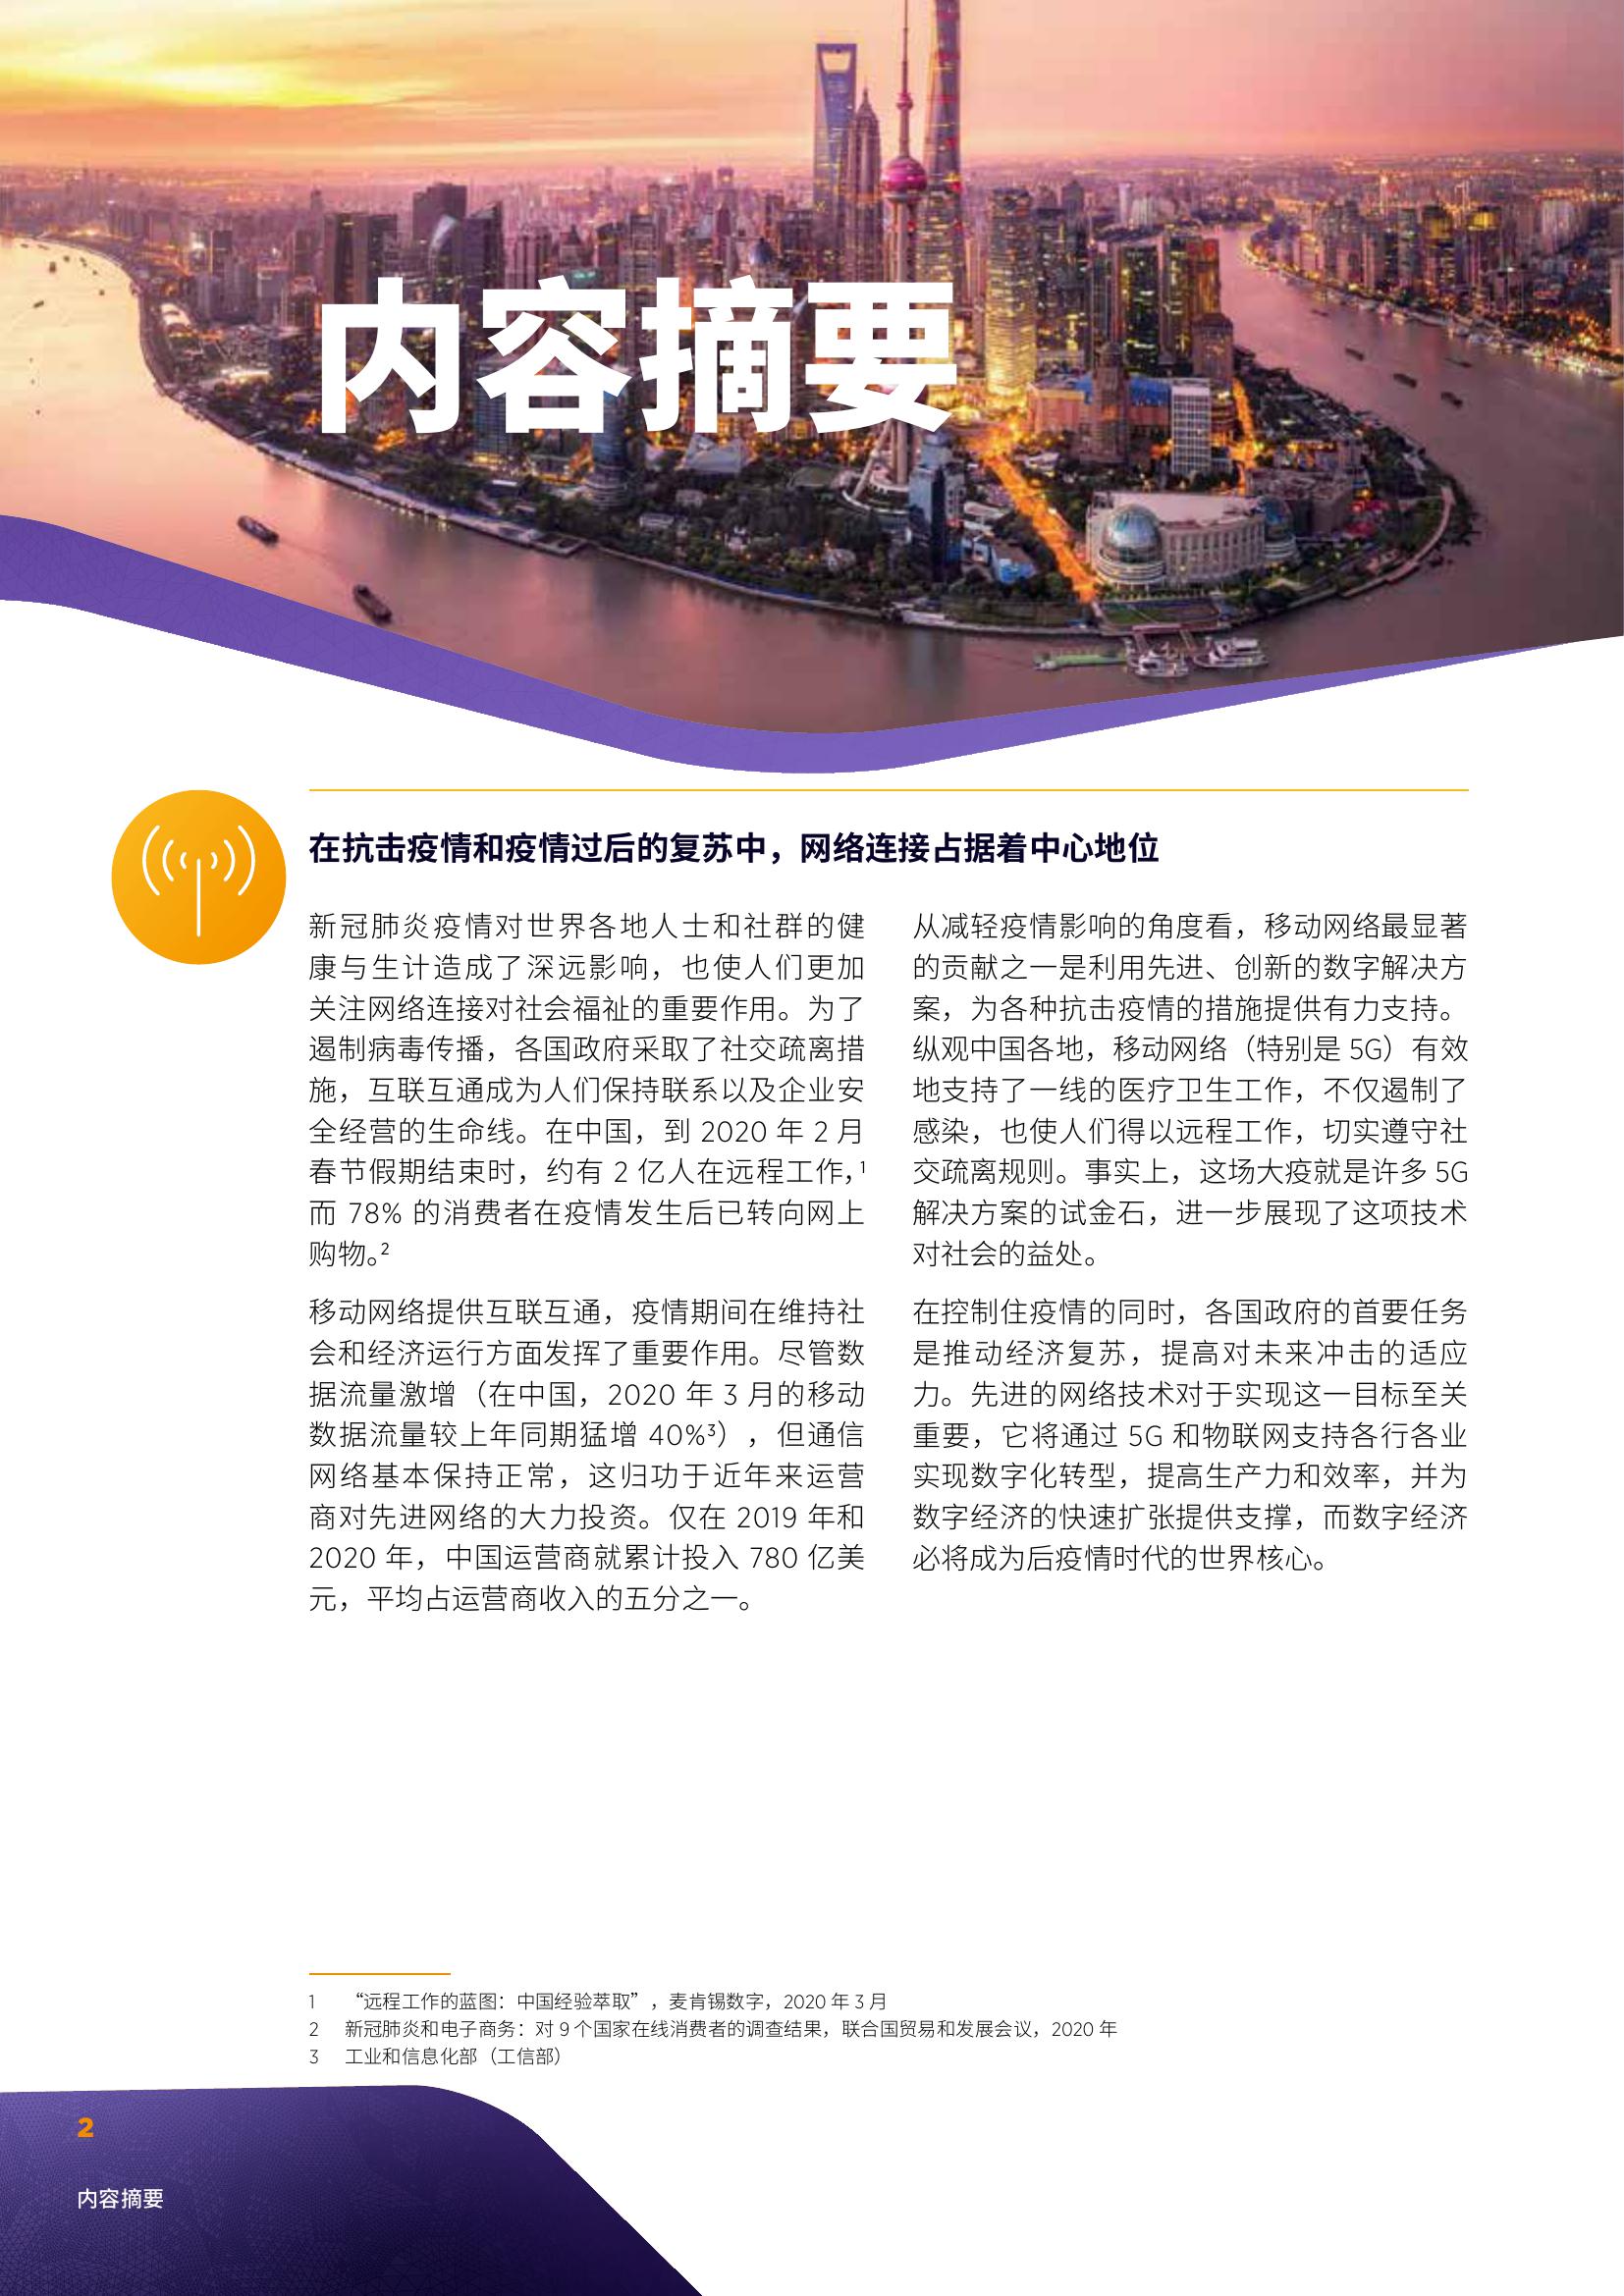 内容摘要
在抗击疫情和疫情过后的复苏中，网络连接占据着中心地位
新冠肺炎疫情对世界各地人士和社群的健
康与生计造成了深远影响，也使人们更加
关注网络连接对社会福祉的重要作用。为了
遏制病毒传播，各国政府采取了社交疏离措
施，互联互通成为人们保持联系以及企业安
全经营的生命线。在中国，到 2020 年 2 月
春节假期结束时，约有 2 亿人在远程工作，¹
而 78% 的消费者在疫情发生后已转向网上
购物。²
移动网络提供互联互通，疫情期间在维持社
会和经济运行方面发挥了重要作用。尽管数
据流量激增（在中国，2020 年 3 月的移动
数据流量较上年同期猛增 40%³），但通信
网络基本保持正常，这归功于近年来运营
商对先进网络的大力投资。仅在 2019 年和
2020 年，中国运营商就累计投入 780 亿美
元，平均占运营商收入的五分之一。
从减轻疫情影响的角度看，移动网络最显著
的贡献之一是利用先进、创新的数字解决方
案，为各种抗击疫情的措施提供有力支持。
纵观中国各地，移动网络（特别是 5G）有效
地支持了一线的医疗卫生工作，不仅遏制了
感染，也使人们得以远程工作，切实遵守社
交疏离规则。事实上，这场大疫就是许多 5G
解决方案的试金石，进一步展现了这项技术
对社会的益处。
在控制住疫情的同时，各国政府的首要任务
是推动经济复苏，提高对未来冲击的适应
力。先进的网络技术对于实现这一目标至关
重要，它将通过 5G 和物联网支持各行各业
实现数字化转型，提高生产力和效率，并为
数字经济的快速扩张提供支撑，而数字经济
必将成为后疫情时代的世界核心。
1 “远程工作的蓝图：中国经验萃取”，麦肯锡数字，2020 年 3 月
2 新冠肺炎和电子商务：对 9 个国家在线消费者的调查结果，联合国贸易和发展会议，2020 年
3 工业和信息化部（工信部）
2
内容摘要